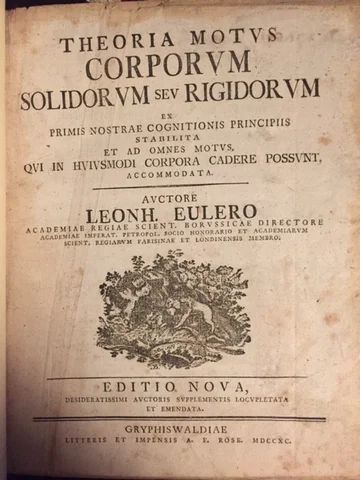 THEORIA MOTVS
CORPORVM
SOLIDORVM SEV RIGIDORVM
EX
PRIMIS NOSTRAE COGNITIONIS PRINCIPIIS
STABILITA
ET AD OMNES MOTVS,
QVI IN HVIVSMODI CORPORA CADERE POSSVNT,
ACCOMMODATA.
AVCTORE
LEONH. EULERO
ACADEMIAE REGIAE SCIENT. BORVSSICAE DIRECTORE
ACADEMIAE IMPERAT. PETROPOL. SOCIO HONORARIO ET ACADEMIARVM
SCIENT. REGIARVM PARISINAE ET LONDINENSIS MEMBRO.
EDITIO NOVA,
DESIDERATISSIMI AVCTORIS SVPPLEMENTIS LOCVPLETATA
ET EMENDATA.
GRYPHISWALDIAE
LITTERIS ET IMPENSIS A. F. RÖSE. MDCCXC.